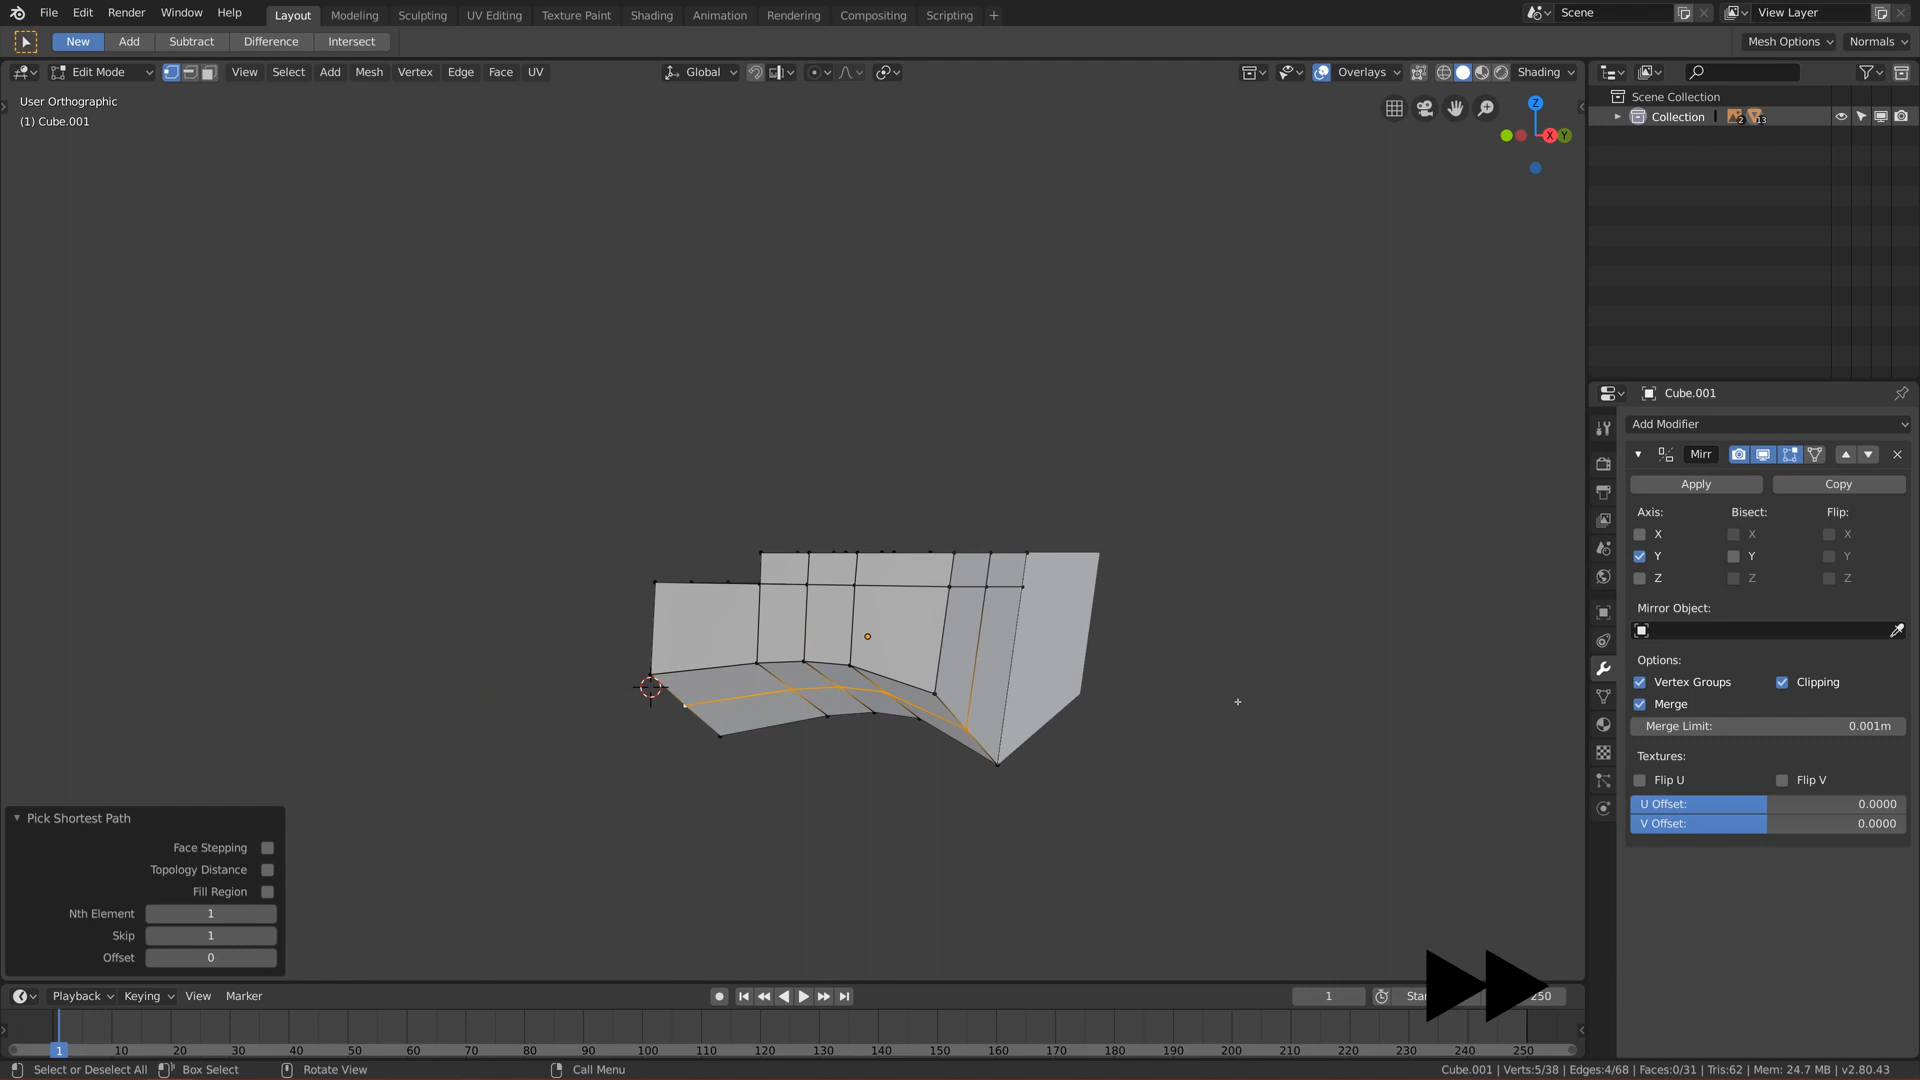 File Edit Render Window Help Layout Modeling Sculpting UV Editing Texture Paint Shading Animation Rendering Compositing Scripting + Scene View Layer
New Add Subtract Difference Intersect Mesh Options Normals
Edit Mode View Select Add Mesh Vertex Edge Face UV Global Overlays Shading
User Orthographic
(1) Cube.001
Z
X Y
Scene Collection
Collection 2 13
Cube.001
Add Modifier
Mirr
Apply Copy
Axis: Bisect: Flip:
X X X
Y Y Y
Z Z Z
Mirror Object:
Options:
Vertex Groups Clipping
Merge
Merge Limit: 0.001m
Textures:
Flip U Flip V
U Offset: 0.0000
V Offset: 0.0000
Pick Shortest Path
Face Stepping
Topology Distance
Fill Region
Nth Element 1
Skip 1
Offset 0
Playback Keying View Marker 1 250
1 10 20 30 40 50 60 70 80 90 100 110 120 130 140 150 160 170 180 190 200 210 220 230 240 250
Select or Deselect All Box Select Rotate View Call Menu Cube.001 | Verts:5/38 | Edges:4/68 | Faces:0/31 | Tris:62 | Mem: 24.7 MB | v2.80.43